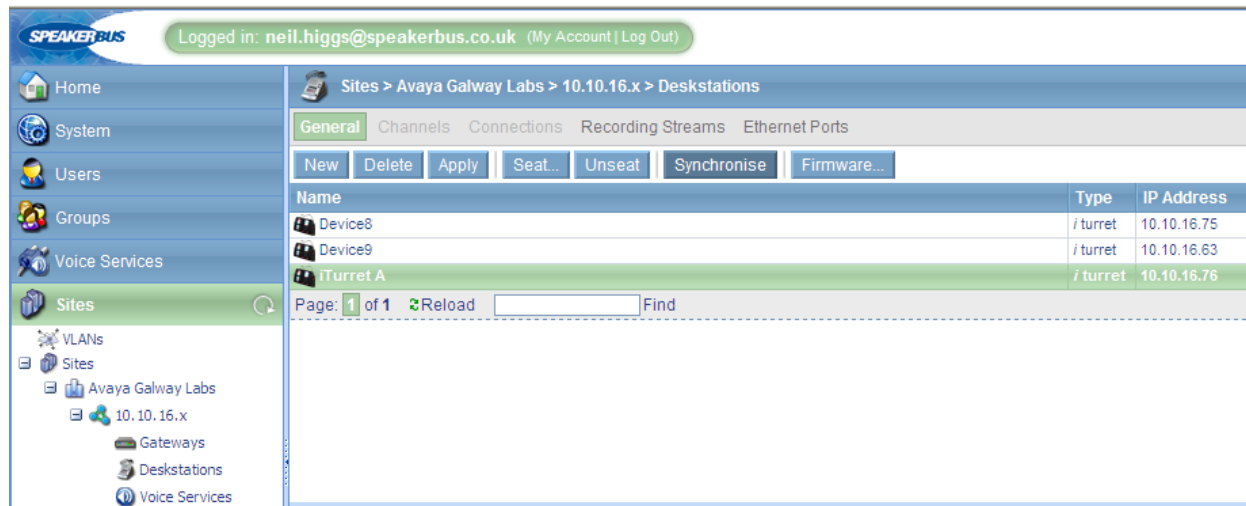 SPEAKERBUS
Logged in: neil.higgs@speakerbus.co.uk (My Account | Log Out)
Home
System
Users
Groups
Voice Services
Sites
VLANs
Sites
Avaya Galway Labs
10.10.16.x
Gateways
Deskstations
Voice Services
Sites > Avaya Galway Labs > 10.10.16.x > Deskstations
General Channels Connections Recording Streams Ethernet Ports
New Delete Apply Seat... Unseat Synchronise Firmware...
Name Type IP Address
Device8 i turret 10.10.16.75
Device9 i turret 10.10.16.63
iTurret A i turret 10.10.16.76
Page: 1 of 1 Reload Find